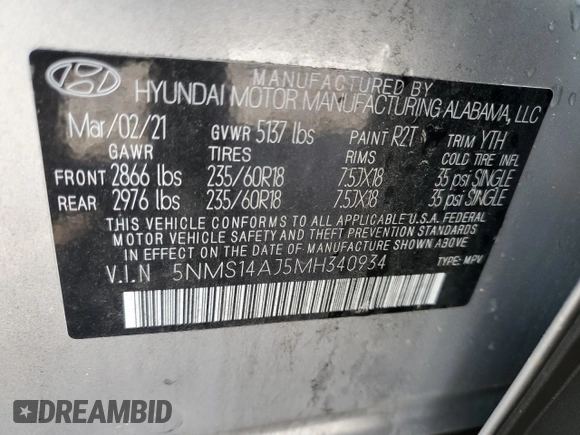 MANUFACTURED BY
HYUNDAI MOTOR MANUFACTURING ALABAMA, LLC
Mar/02/21 GVWR 5137 lbs PAINT R2T TRIM YTH
GAWR TIRES RIMS COLD TIRE INFL
FRONT 2866 lbs 235/60R18 7.5JX18 35 psi SINGLE
REAR 2976 lbs 235/60R18 7.5JX18 35 psi SINGLE
THIS VEHICLE CONFORMS TO ALL APPLICABLE U.S.A. FEDERAL
MOTOR VEHICLE SAFETY AND THEFT PREVENTION STANDARDS
IN EFFECT ON THE DATE OF MANUFACTURE SHOWN ABOVE.
V.I.N 5NMS14AJ5MH340934 TYPE: MPV
DREAMBID